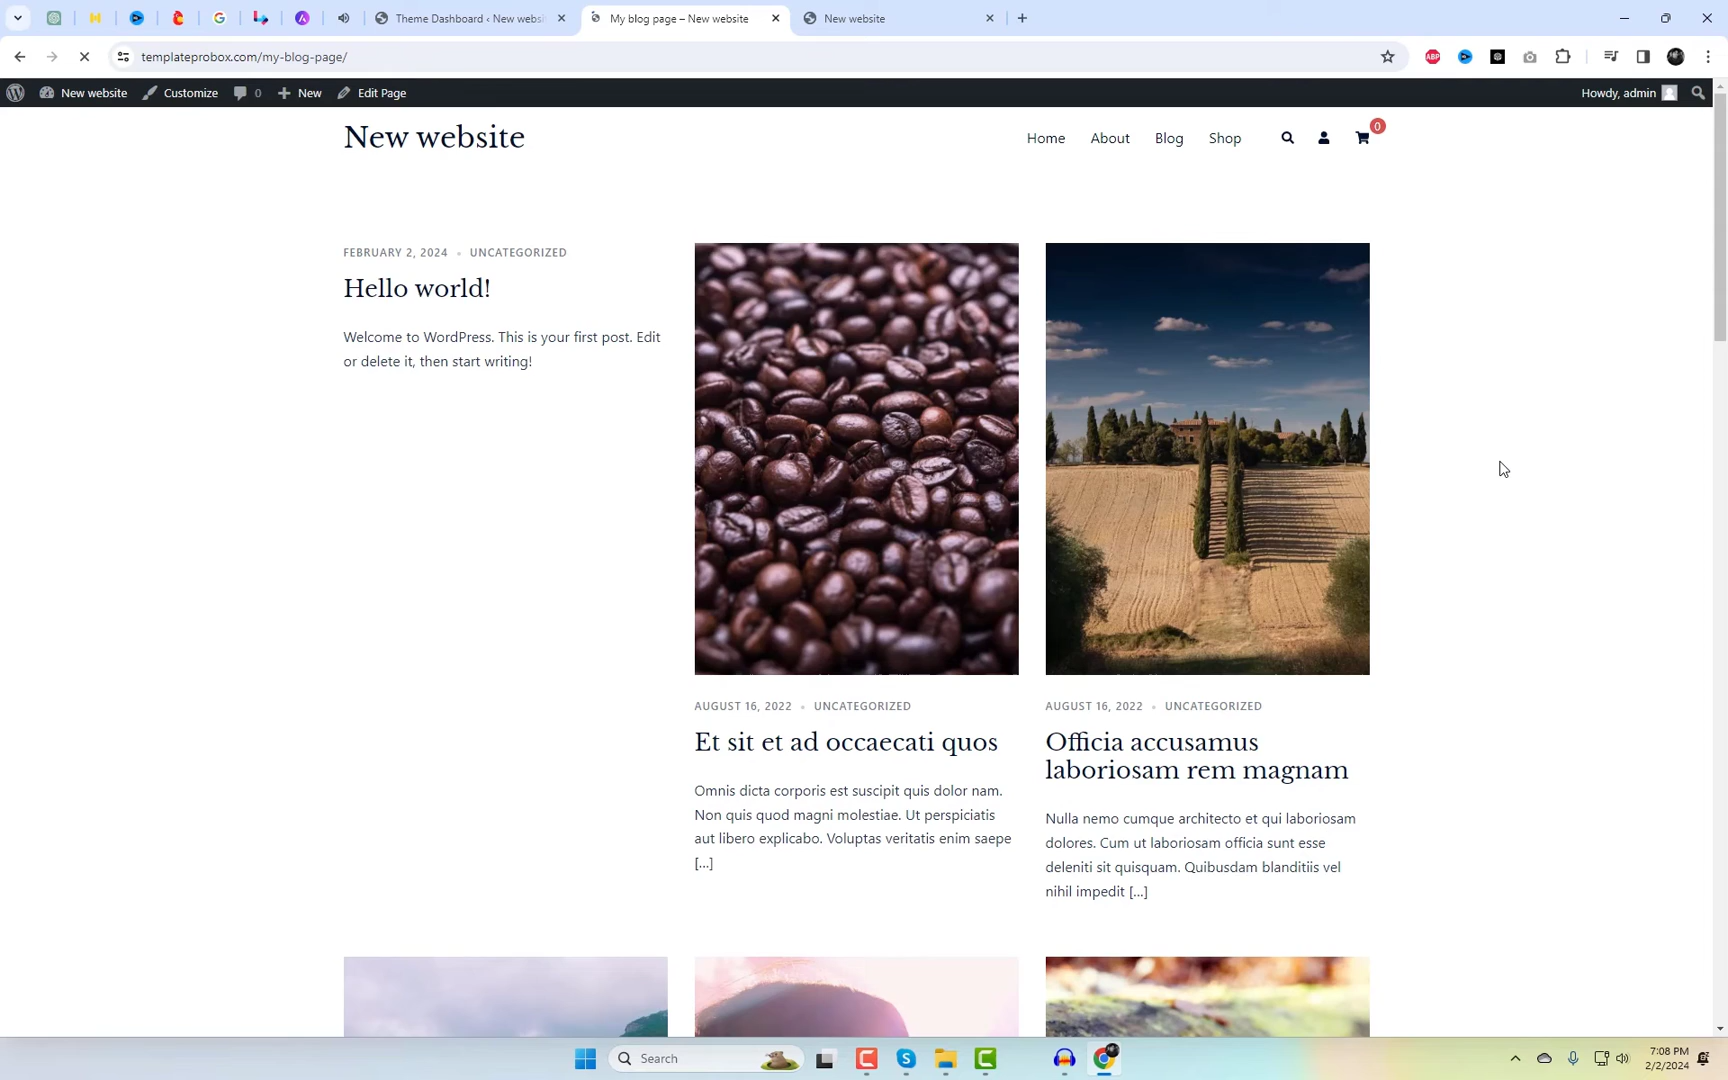 Theme Dashboard ‹ New websi
My blog page – New website
New website
templateprobox.com/my-blog-page/
ABP
New website
Customize
0
New
Edit Page
Howdy, admin
New website
Home
About
Blog
Shop
0
FEBRUARY 2, 2024
UNCATEGORIZED
Hello world!
Welcome to WordPress. This is your first post. Edit
or delete it, then start writing!
AUGUST 16, 2022
UNCATEGORIZED
Et sit et ad occaecati quos
Omnis dicta corporis est suscipit quis dolor nam.
Non quis quod magni molestiae. Ut perspiciatis
aut libero explicabo. Voluptas veritatis enim saepe
[…]
AUGUST 16, 2022
UNCATEGORIZED
Officia accusamus
laboriosam rem magnam
Nulla nemo cumque architecto et qui laboriosam
dolores. Cum ut laboriosam officia sunt esse
deleniti sit quisquam. Quibusdam blanditiis vel
nihil impedit […]
Search
7:08 PM
2/2/2024